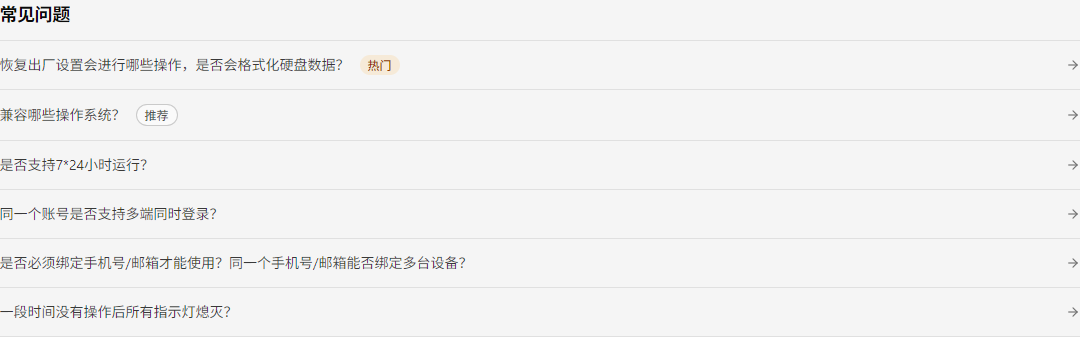 常见问题
恢复出厂设置会进行哪些操作，是否会格式化硬盘数据？ 热门
兼容哪些操作系统？ 推荐
是否支持7*24小时运行？
同一个账号是否支持多端同时登录？
是否必须绑定手机号/邮箱才能使用？同一个手机号/邮箱能否绑定多台设备？
一段时间没有操作后所有指示灯熄灭？